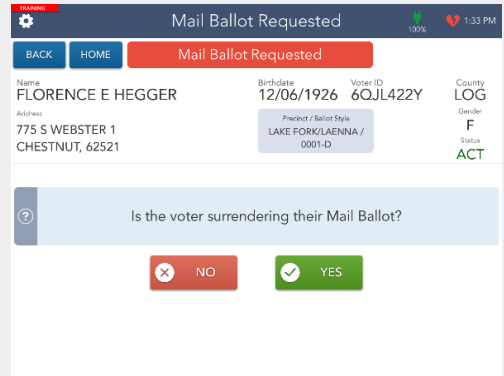 TRAINING
Mail Ballot Requested
100%
1:33 PM
BACK
HOME
Mail Ballot Requested
Name
FLORENCE E HEGGER
Birthdate
12/06/1926
Voter ID
6QJL422Y
County
LOG
Address
775 S WEBSTER 1
CHESTNUT, 62521
Precinct / Ballot Style
LAKE FORK/LAENNA /
0001-D
Gender
F
Status
ACT
?
Is the voter surrendering their Mail Ballot?
NO
YES